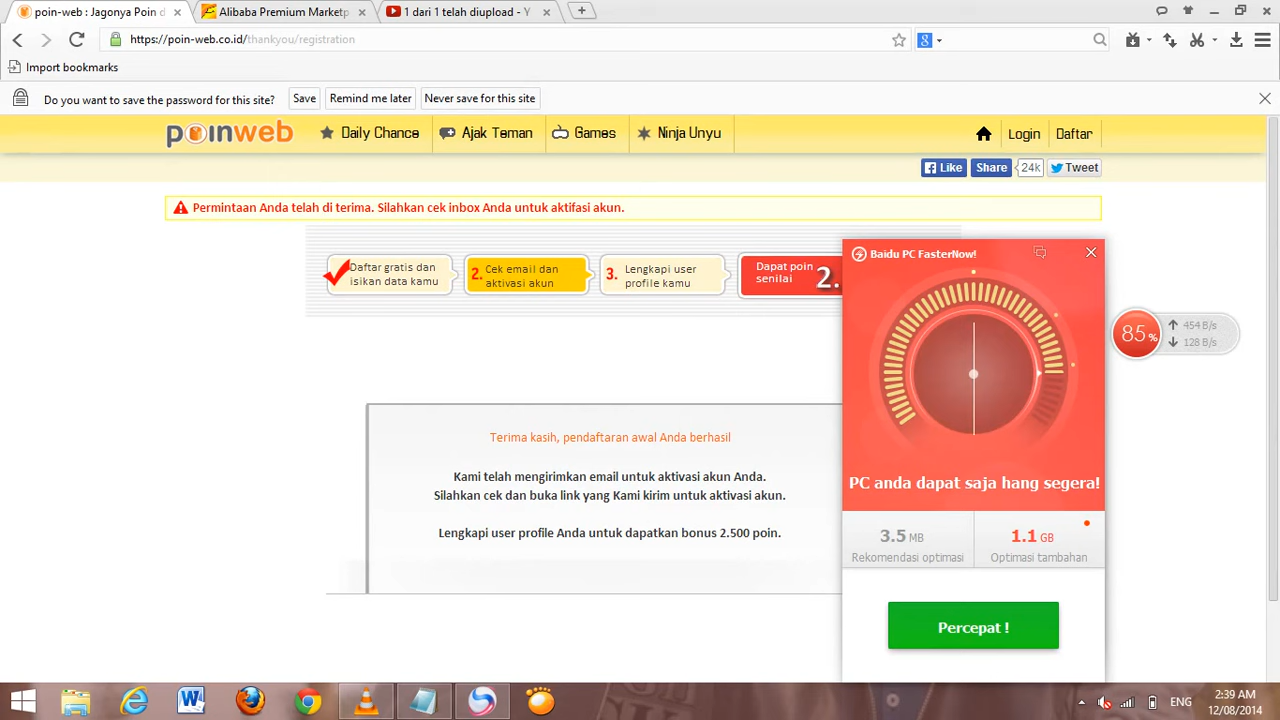 poin-web : Jagonya Poin d
Alibaba Premium Marketp
1 dari 1 telah diupload - Y
https://poin-web.co.id/thankyou/registration
Import bookmarks
Do you want to save the password for this site?
Save
Remind me later
Never save for this site
poinweb
Daily Chance
Ajak Teman
Games
Ninja Unyu
Login
Daftar
Like
Share
24k
Tweet
Permintaan Anda telah di terima. Silahkan cek inbox Anda untuk aktifasi akun.
Daftar gratis dan
isikan data kamu
2. Cek email dan
aktivasi akun
3. Lengkapi user
profile kamu
Dapat poin
senilai 2.
Terima kasih, pendaftaran awal Anda berhasil
Kami telah mengirimkan email untuk aktivasi akun Anda.
Silahkan cek dan buka link yang Kami kirim untuk aktivasi akun.
Lengkapi user profile Anda untuk dapatkan bonus 2.500 poin.
Baidu PC FasterNow!
PC anda dapat saja hang segera!
3.5 MB
Rekomendasi optimasi
1.1 GB
Optimasi tambahan
Percepat !
85%
454 B/s
128 B/s
ENG
2:39 AM
12/08/2014